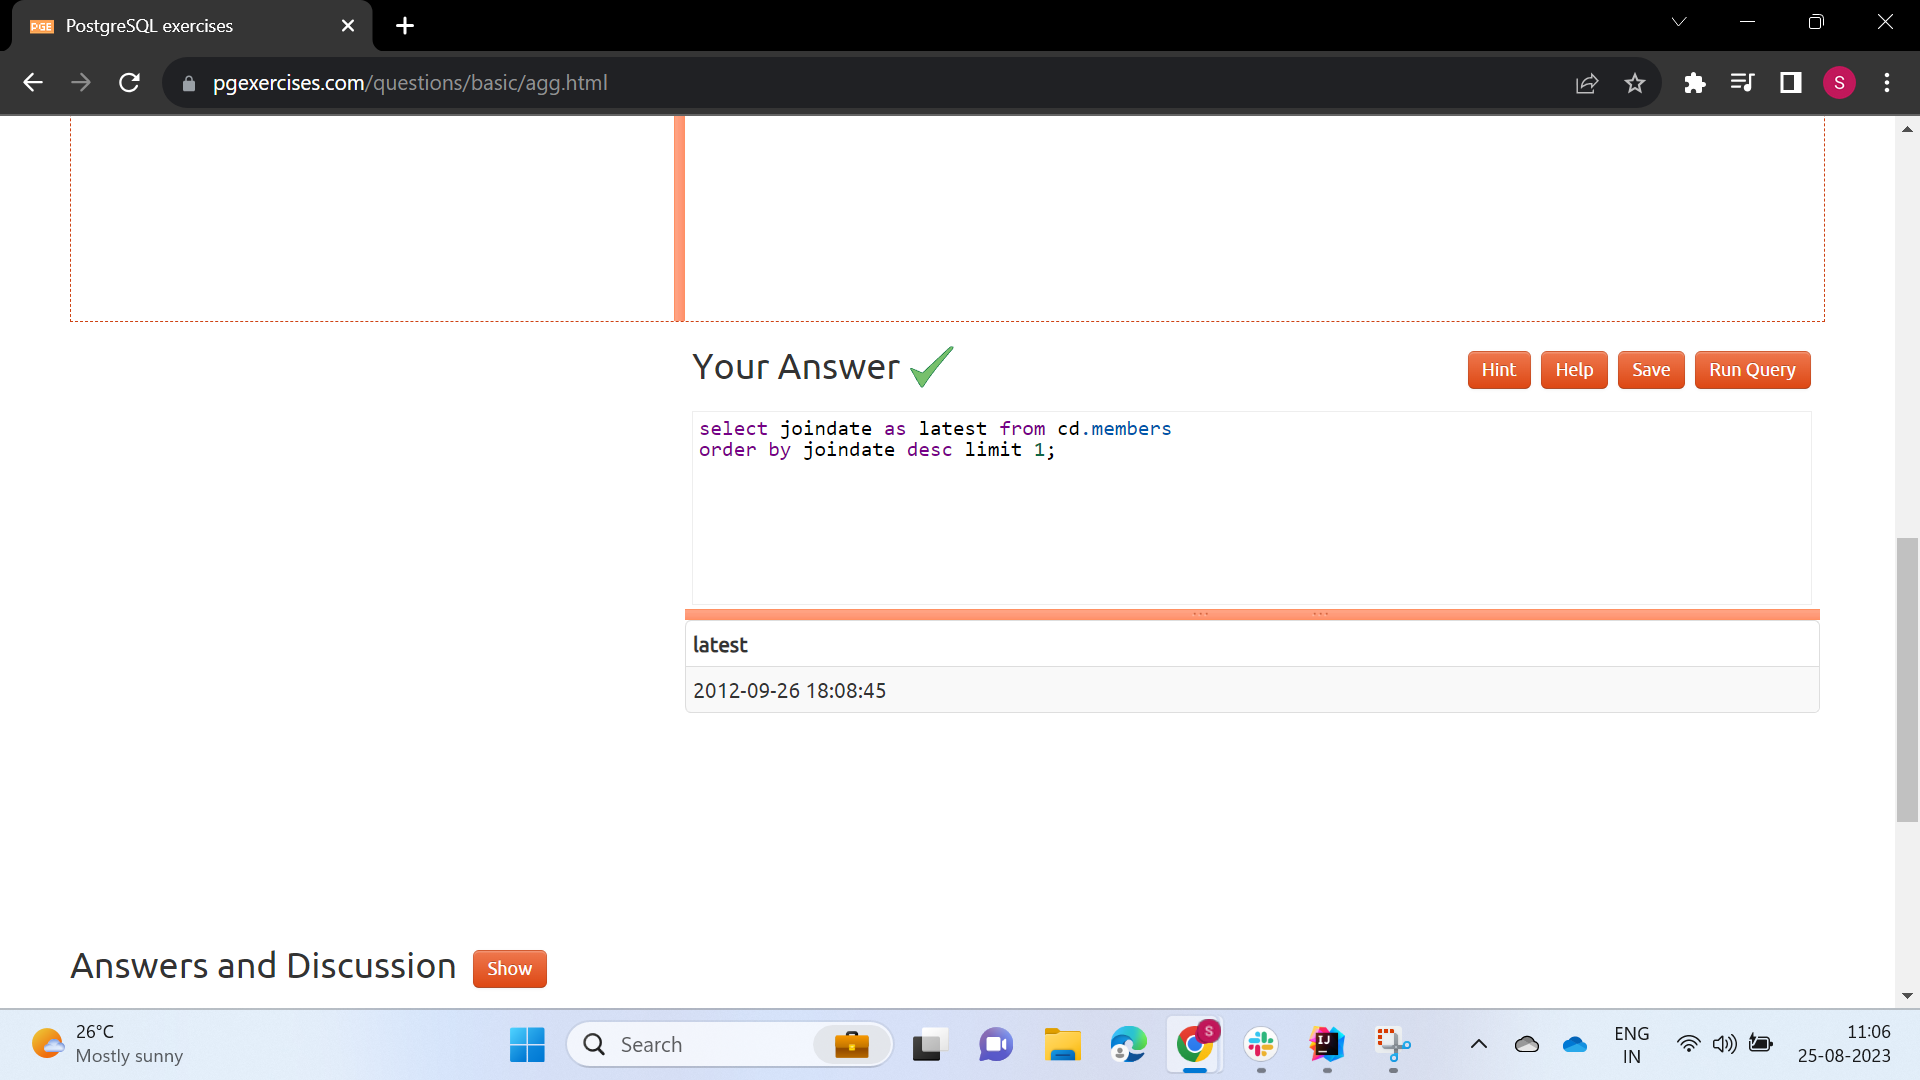 PGE PostgreSQL exercises
pgexercises.com/questions/basic/agg.html
S
Your Answer
Hint Help Save Run Query
select joindate as latest from cd.members
order by joindate desc limit 1;
latest
2012-09-26 18:08:45
Answers and Discussion Show
26°C
Mostly sunny
Search
S
IJ
ENG
IN
11:06
25-08-2023